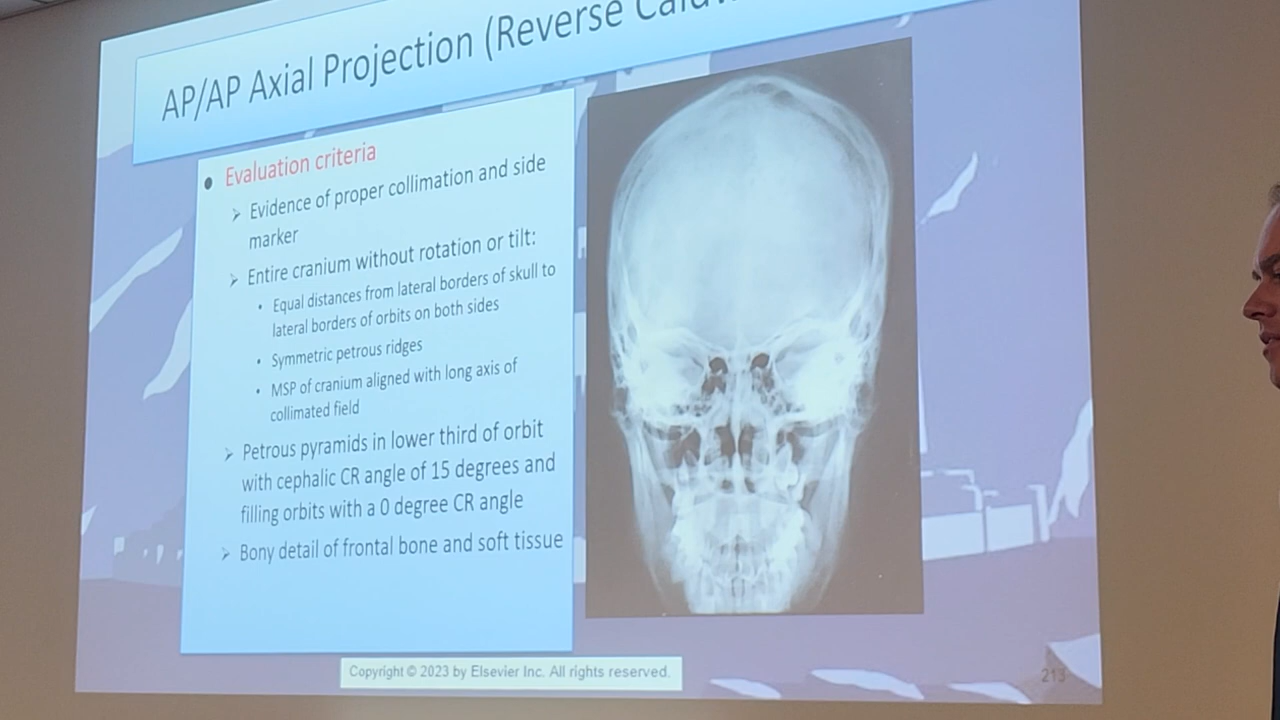 AP/AP Axial Projection (Reverse
• Evaluation criteria
➢ Evidence of proper collimation and side
marker
➢ Entire cranium without rotation or tilt:
• Equal distances from lateral borders of skull to
lateral borders of orbits on both sides
• Symmetric petrous ridges
• MSP of cranium aligned with long axis of
collimated field
➢ Petrous pyramids in lower third of orbit
with cephalic CR angle of 15 degrees and
filling orbits with a 0 degree CR angle
➢ Bony detail of frontal bone and soft tissue
Copyright © 2023 by Elsevier Inc. All rights reserved.